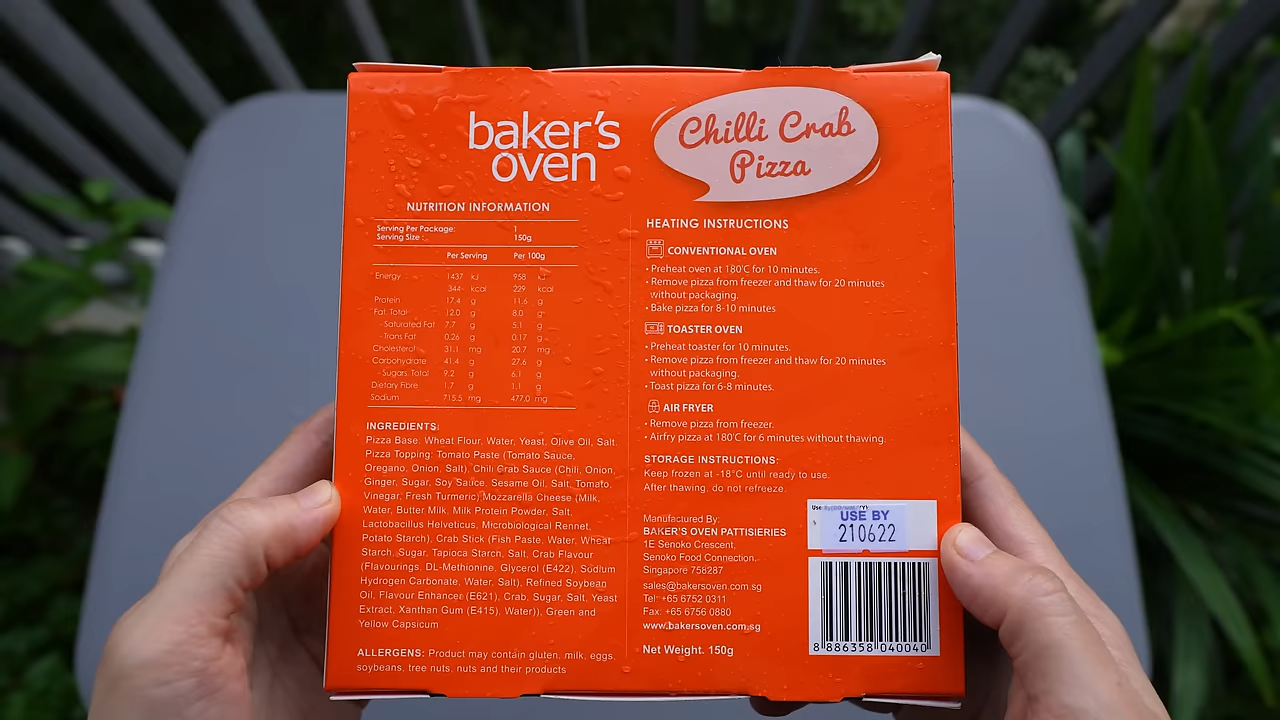 baker's
oven
Chilli Crab
Pizza
NUTRITION INFORMATION
Serving Per Package: 1
Serving Size : 150g
Per Serving Per 100g
Energy 1437 kJ 958 kJ
344 kcal 229 kcal
Protein 17.4 g 11.6 g
Fat, Total 12.0 g 8.0 g
- Saturated Fat 7.7 g 5.1 g
- Trans Fat 0.26 g 0.17 g
Cholesterol 31.1 mg 20.7 mg
Carbohydrate 41.4 g 27.6 g
- Sugars, Total 9.2 g 6.1 g
Dietary Fibre 1.7 g 1.1 g
Sodium 715.5 mg 477.0 mg
INGREDIENTS:
Pizza Base: Wheat Flour, Water, Yeast, Olive Oil, Salt.
Pizza Topping: Tomato Paste (Tomato Sauce,
Oregano, Onion, Salt), Chili Crab Sauce (Chili, Onion,
Ginger, Sugar, Soy Sauce, Sesame Oil, Salt, Tomato,
Vinegar, Fresh Turmeric) Mozzarella Cheese (Milk,
Water, Butter Milk, Milk Protein Powder, Salt,
Lactobacillus Helveticus, Microbiological Rennet,
Potato Starch), Crab Stick (Fish Paste, Water, Wheat
Starch, Sugar, Tapioca Starch, Salt, Crab Flavour
(Flavourings, DL-Methionine, Glycerol (E422), Sodium
Hydrogen Carbonate, Water, Salt), Refined Soybean
Oil, Flavour Enhancer (E621), Crab, Sugar, Salt, Yeast
Extract, Xanthan Gum (E415), Water)), Green and
Yellow Capsicum
ALLERGENS: Product may contain gluten, milk, eggs,
soybeans, tree nuts, nuts and their products
HEATING INSTRUCTIONS
CONVENTIONAL OVEN
• Preheat oven at 180°C for 10 minutes.
• Remove pizza from freezer and thaw for 20 minutes
without packaging.
• Bake pizza for 8-10 minutes
TOASTER OVEN
• Preheat toaster for 10 minutes.
• Remove pizza from freezer and thaw for 20 minutes
without packaging.
• Toast pizza for 6-8 minutes.
AIR FRYER
• Remove pizza from freezer.
• Airfry pizza at 180°C for 6 minutes without thawing.
STORAGE INSTRUCTIONS:
Keep frozen at -18°C until ready to use.
After thawing, do not refreeze.
Manufactured By:
BAKER'S OVEN PATTISIERIES
1E Senoko Crescent,
Senoko Food Connection.
Singapore 758287
sales@bakersoven.com.sg
Tel: +65 6752 0311
Fax: +65 6756 0880
www.bakersoven.com.sg
Net Weight. 150g
USE BY
210622
8 886358 040040